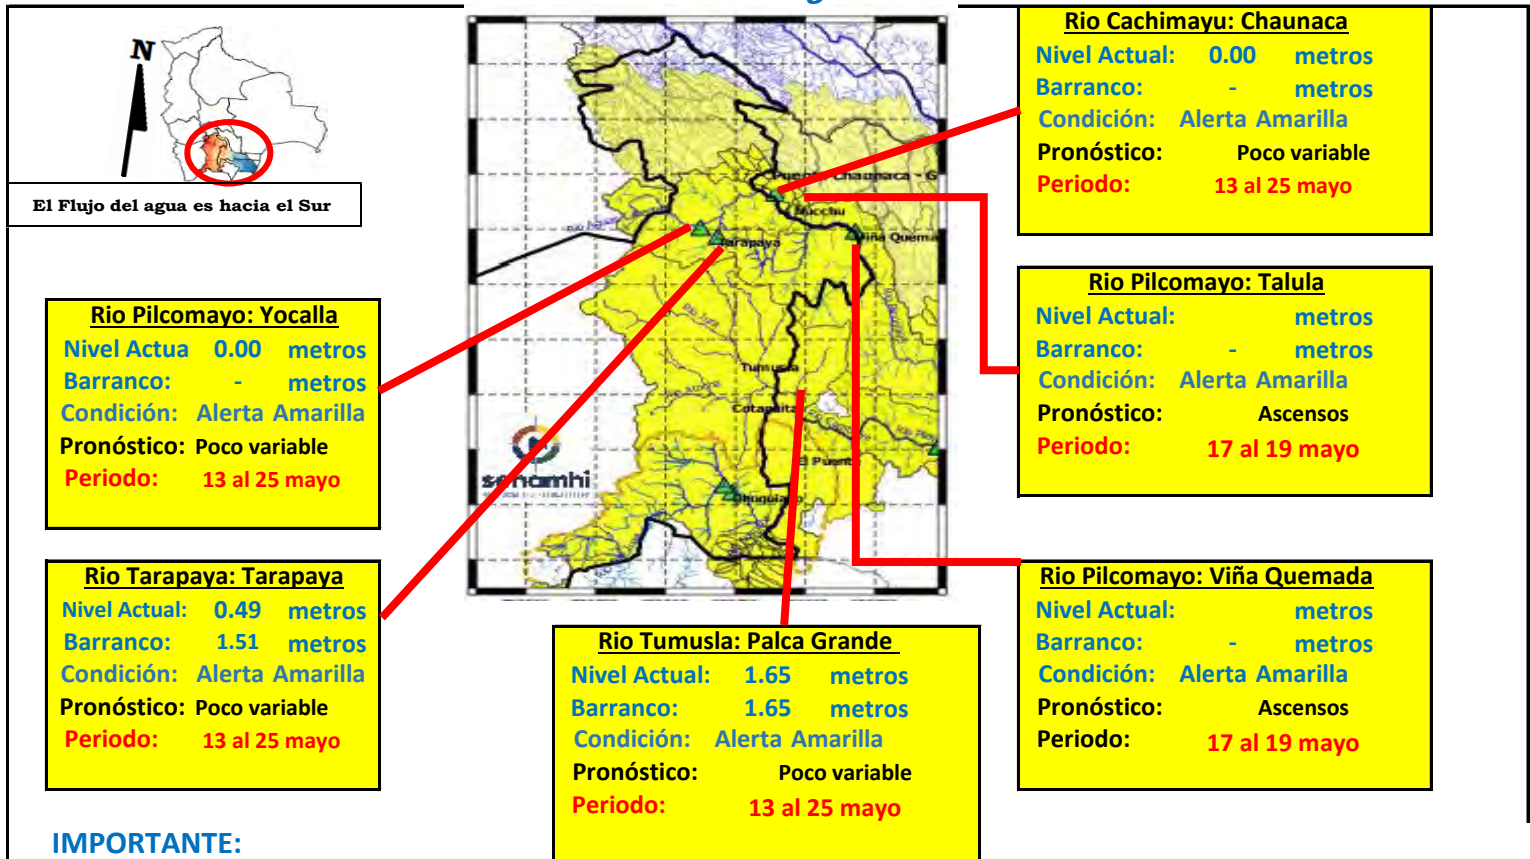 N
El Flujo del agua es hacia el Sur
Rio Cachimayu: Chaunaca
Nivel Actual: 0.00 metros
Barranco: - metros
Condición: Alerta Amarilla
Pronóstico: Poco variable
Periodo: 13 al 25 mayo
Rio Pilcomayo: Talula
Nivel Actual: metros
Barranco: - metros
Condición: Alerta Amarilla
Pronóstico: Ascensos
Periodo: 17 al 19 mayo
Rio Pilcomayo: Yocalla
Nivel Actua 0.00 metros
Barranco: - metros
Condición: Alerta Amarilla
Pronóstico: Poco variable
Periodo: 13 al 25 mayo
Puente Chaunaca - G
Tarapaya
Viña Quema
Tumusla
Cotagaita
El Puente
senamhi
Rio Tarapaya: Tarapaya
Nivel Actual: 0.49 metros
Barranco: 1.51 metros
Condición: Alerta Amarilla
Pronóstico: Poco variable
Periodo: 13 al 25 mayo
Rio Tumusla: Palca Grande
Nivel Actual: 1.65 metros
Barranco: 1.65 metros
Condición: Alerta Amarilla
Pronóstico: Poco variable
Periodo: 13 al 25 mayo
Rio Pilcomayo: Viña Quemada
Nivel Actual: metros
Barranco: - metros
Condición: Alerta Amarilla
Pronóstico: Ascensos
Periodo: 17 al 19 mayo
IMPORTANTE: